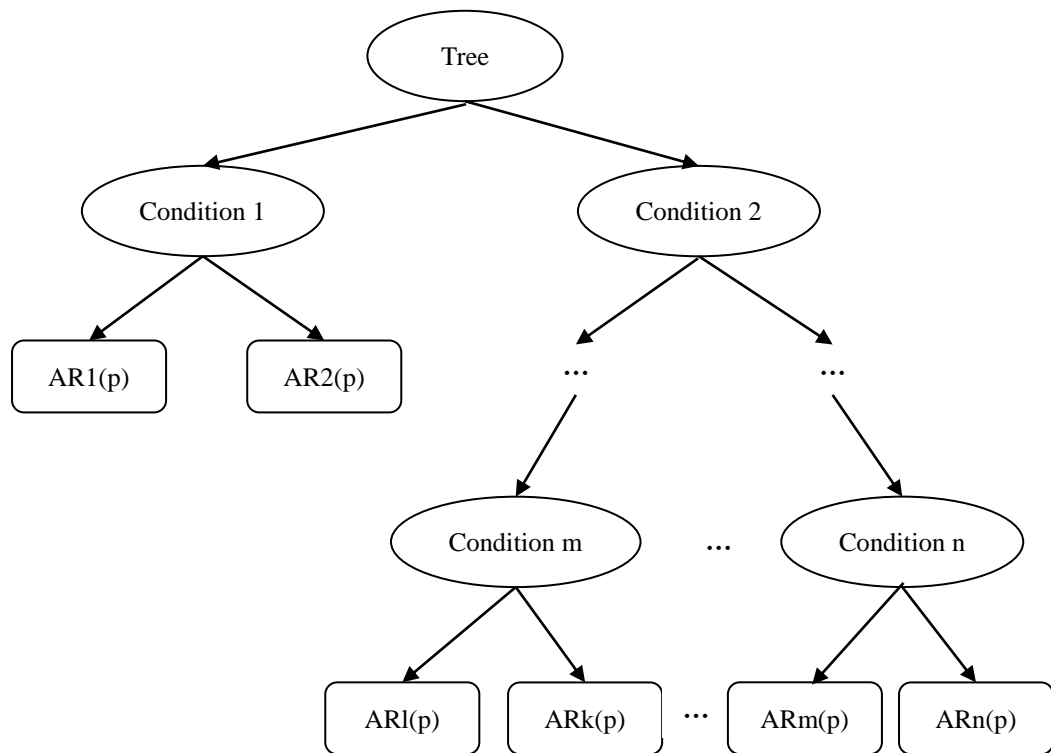 Tree
Condition 1
Condition 2
AR1(p)
AR2(p)
...
...
Condition m
...
Condition n
ARl(p)
ARk(p)
...
ARm(p)
ARn(p)